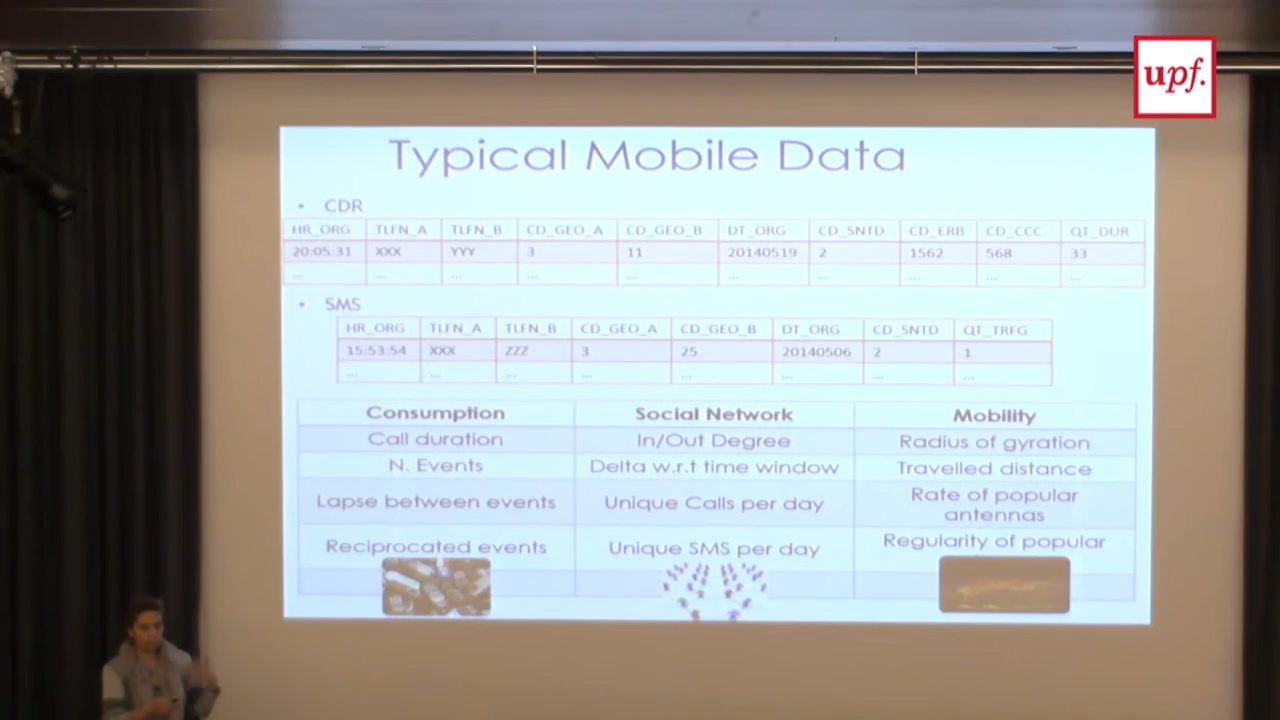 upf.
Typical Mobile Data
• CDR
HR_ORG TLFN_A TLFN_B CD_GEO_A CD_GEO_B DT_ORG CD_SNTD CD_ERB CD_CCC QT_DUR
20:05:31 XXX YYY 3 11 20140519 2 1562 568 33
... ... ... ... ... ... ... ... ... ...
• SMS
HR_ORG TLFN_A TLFN_B CD_GEO_A CD_GEO_B DT_ORG CD_SNTD QT_TRFG
15:53:54 XXX ZZZ 3 25 20140506 2 1
... ... ... ... ... ... ... ...
Consumption Social Network Mobility
Call duration In/Out Degree Radius of gyration
N. Events Delta w.r.t time window Travelled distance
Lapse between events Unique Calls per day Rate of popular
antennas
Reciprocated events Unique SMS per day Regularity of popular